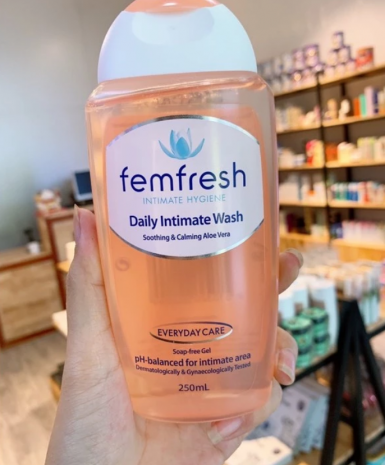 femfresh
INTIMATE HYGIENE
Daily Intimate Wash
Soothing & Calming Aloe Vera
EVERYDAY CARE
Soap-free Gel
pH-balanced for intimate area
Dermatologically & Gynaecologically Tested
250mL